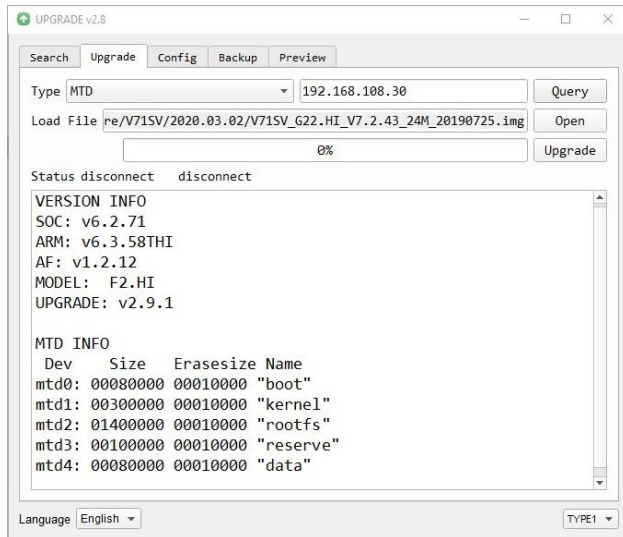 UPGRADE v2.8
Search Upgrade Config Backup Preview
Type MTD 192.168.108.30 Query
Load File re/V71SV/2020.03.02/V71SV_G22.HI_V7.2.43_24M_20190725.img Open
0% Upgrade
Status disconnect disconnect
VERSION INFO
SOC: v6.2.71
ARM: v6.3.58THI
AF: v1.2.12
MODEL: F2.HI
UPGRADE: v2.9.1
MTD INFO
Dev Size Erasesize Name
mtd0: 00080000 00010000 "boot"
mtd1: 00300000 00010000 "kernel"
mtd2: 01400000 00010000 "rootfs"
mtd3: 00100000 00010000 "reserve"
mtd4: 00080000 00010000 "data"
Language English TYPE1